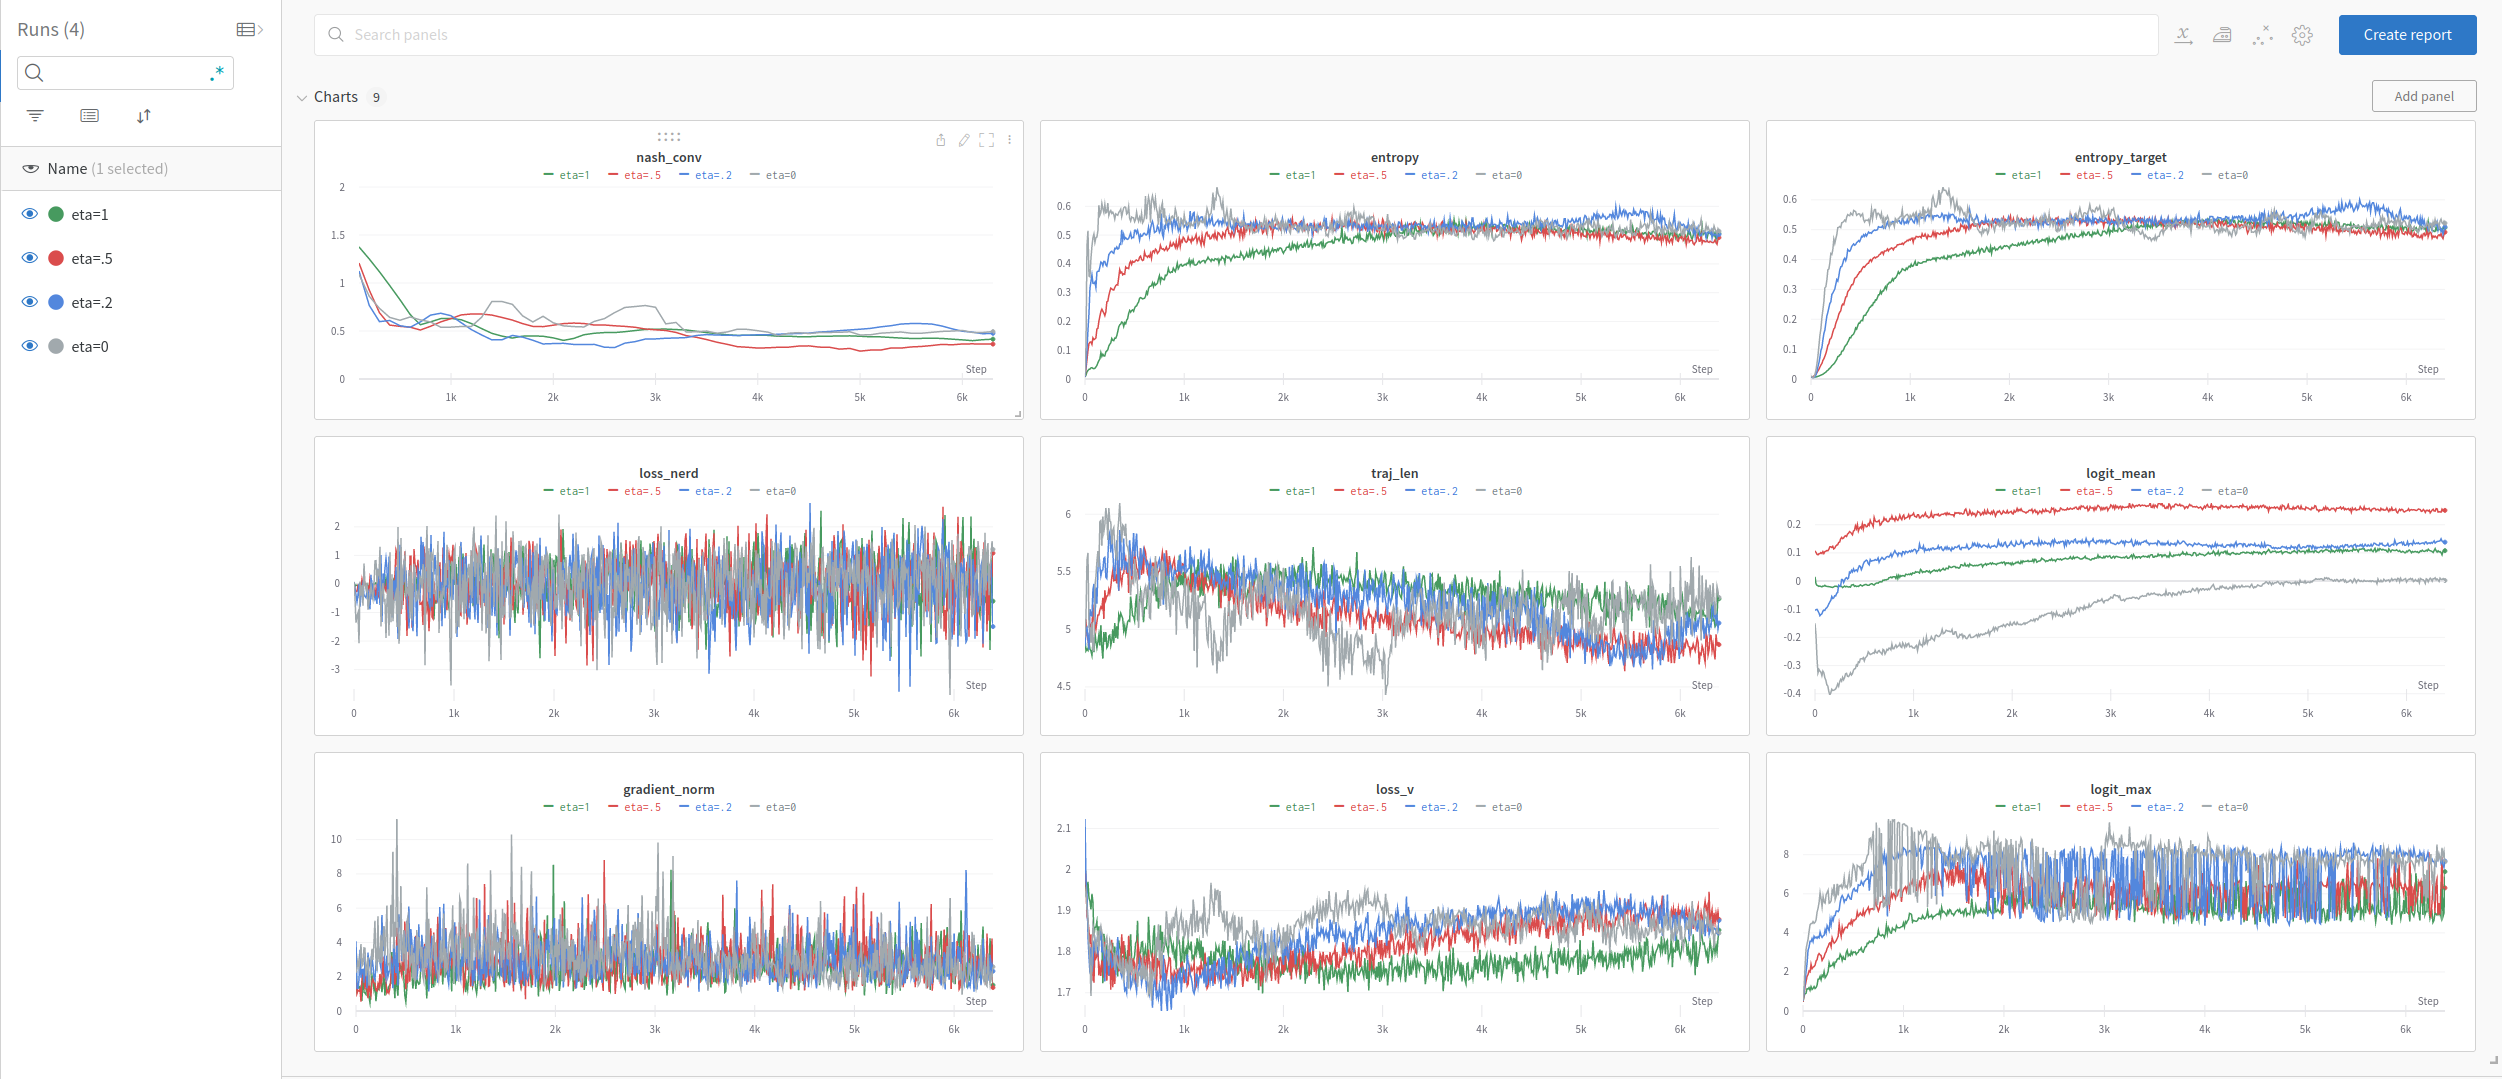 Runs (4)
.*
Name (1 selected)
eta=1
eta=.5
eta=.2
eta=0
Search panels
Create report
Charts 9
Add panel
nash_conv
eta=1 eta=.5 eta=.2 eta=0
2
1.5
1
0.5
0
Step
1k 2k 3k 4k 5k 6k
entropy
eta=1 eta=.5 eta=.2 eta=0
0.6
0.5
0.4
0.3
0.2
0.1
0
Step
0 1k 2k 3k 4k 5k 6k
entropy_target
eta=1 eta=.5 eta=.2 eta=0
0.6
0.5
0.4
0.3
0.2
0.1
0
Step
0 1k 2k 3k 4k 5k 6k
loss_nerd
eta=1 eta=.5 eta=.2 eta=0
2
1
0
-1
-2
-3
Step
0 1k 2k 3k 4k 5k 6k
traj_len
eta=1 eta=.5 eta=.2 eta=0
6
5.5
5
4.5
Step
0 1k 2k 3k 4k 5k 6k
logit_mean
eta=1 eta=.5 eta=.2 eta=0
0.2
0.1
0
-0.1
-0.2
-0.3
-0.4
Step
0 1k 2k 3k 4k 5k 6k
gradient_norm
eta=1 eta=.5 eta=.2 eta=0
10
8
6
4
2
0
Step
0 1k 2k 3k 4k 5k 6k
loss_v
eta=1 eta=.5 eta=.2 eta=0
2.1
2
1.9
1.8
1.7
Step
0 1k 2k 3k 4k 5k 6k
logit_max
eta=1 eta=.5 eta=.2 eta=0
8
6
4
2
0
Step
0 1k 2k 3k 4k 5k 6k